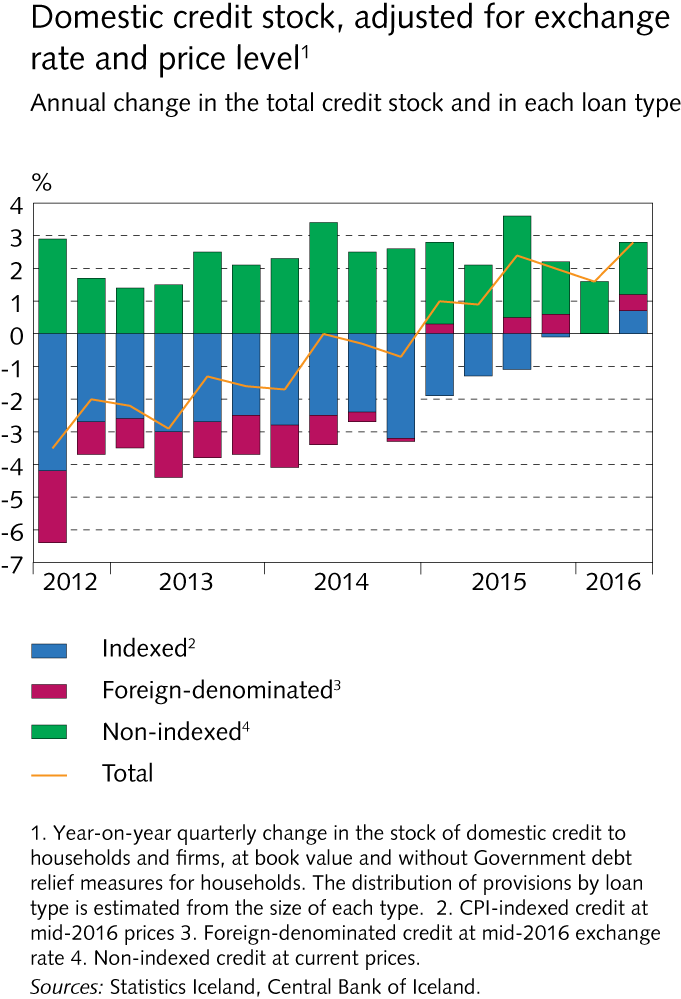 Domestic credit stock, adjusted for exchange
rate and price level¹
Annual change in the total credit stock and in each loan type
%
4
3
2
1
0
-1
-2
-3
-4
-5
-6
-7
2012 2013 2014 2015 2016
Indexed²
Foreign-denominated³
Non-indexed⁴
Total
1. Year-on-year quarterly change in the stock of domestic credit to
households and firms, at book value and without Government debt
relief measures for households. The distribution of provisions by loan
type is estimated from the size of each type.  2. CPI-indexed credit at
mid-2016 prices 3. Foreign-denominated credit at mid-2016 exchange
rate 4. Non-indexed credit at current prices.
Sources: Statistics Iceland, Central Bank of Iceland.